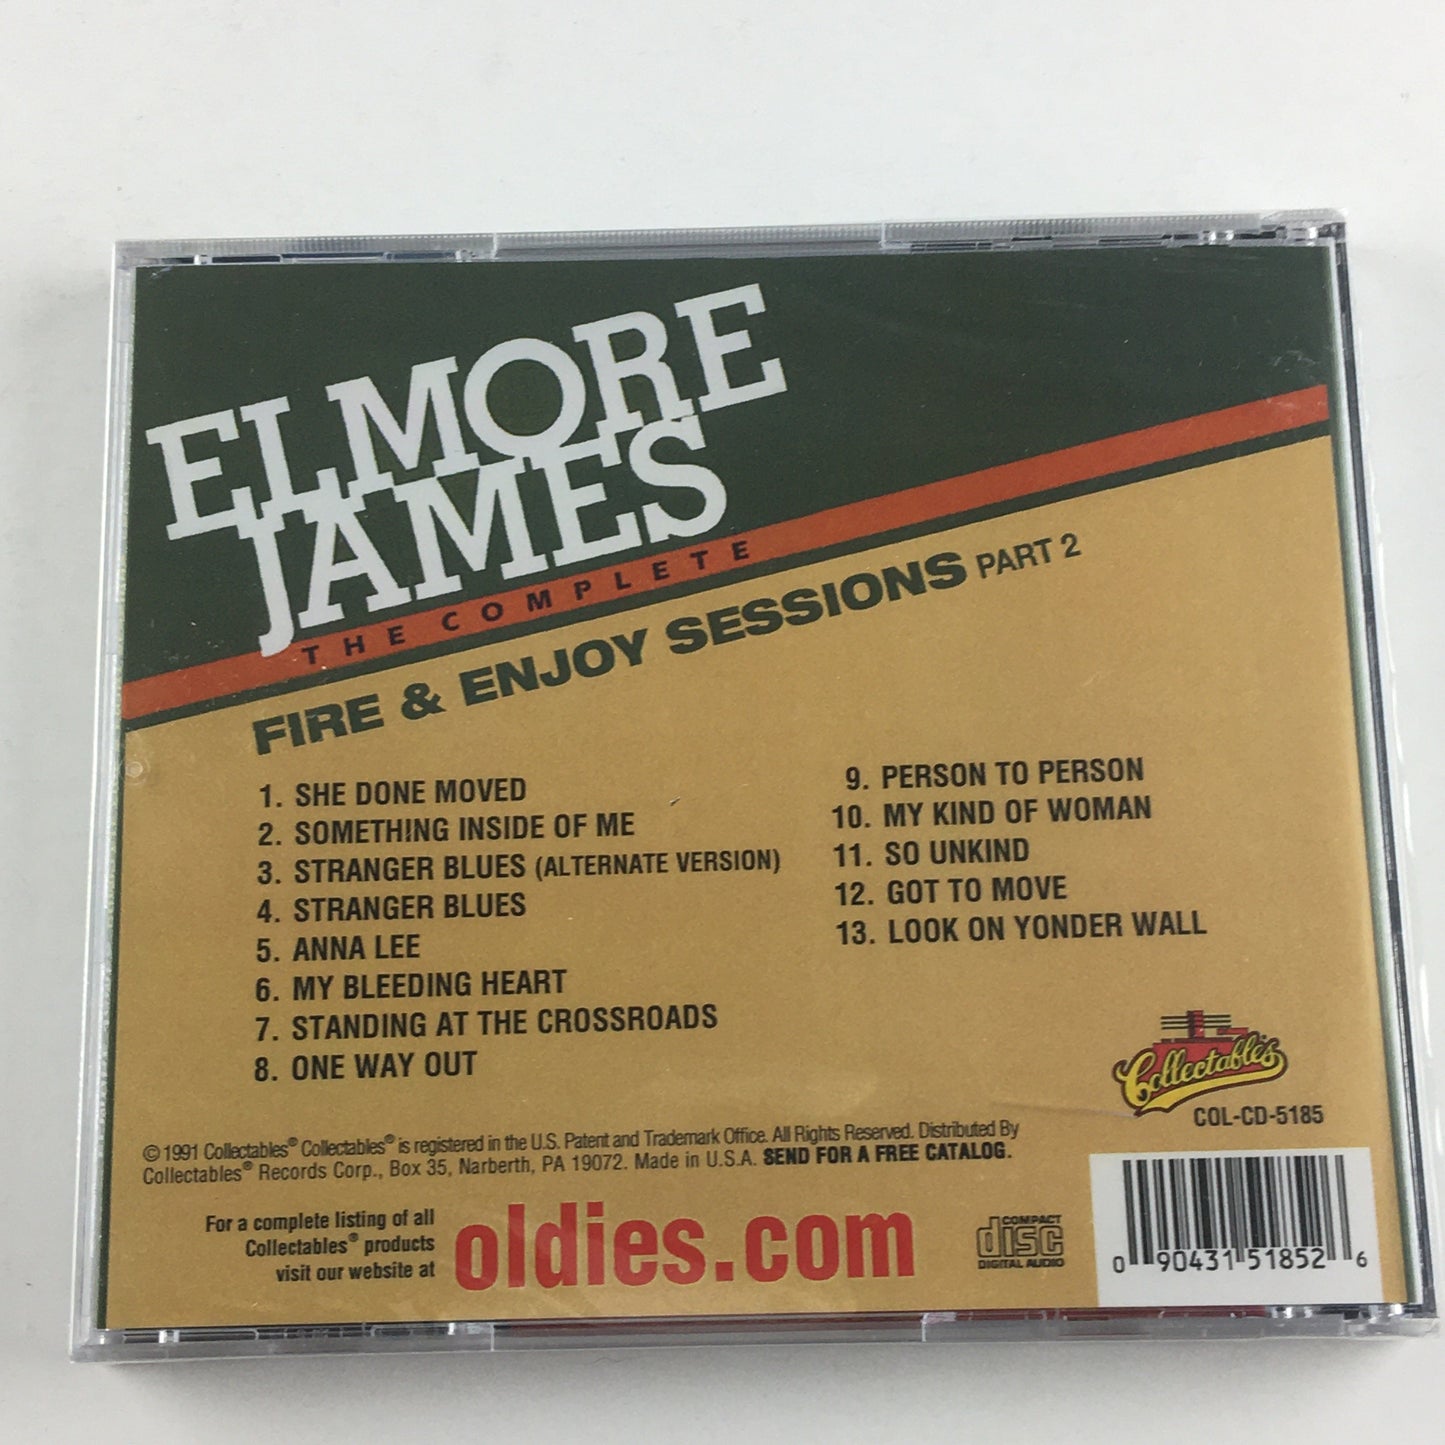 ELMORE
JAMES
THE COMPLETE
FIRE & ENJOY SESSIONS PART 2
1. SHE DONE MOVED
2. SOMETHING INSIDE OF ME
3. STRANGER BLUES (ALTERNATE VERSION)
4. STRANGER BLUES
5. ANNA LEE
6. MY BLEEDING HEART
7. STANDING AT THE CROSSROADS
8. ONE WAY OUT
9. PERSON TO PERSON
10. MY KIND OF WOMAN
11. SO UNKIND
12. GOT TO MOVE
13. LOOK ON YONDER WALL
Collectables
COL-CD-5185
© 1991 Collectables® Collectables® is registered in the U.S. Patent and Trademark Office. All Rights Reserved. Distributed By
Collectables® Records Corp., Box 35, Narberth, PA 19072. Made in U.S.A. SEND FOR A FREE CATALOG.
For a complete listing of all
Collectables® products
visit our website at
oldies.com
COMPACT
disc
DIGITAL AUDIO
0 90431 51852 6